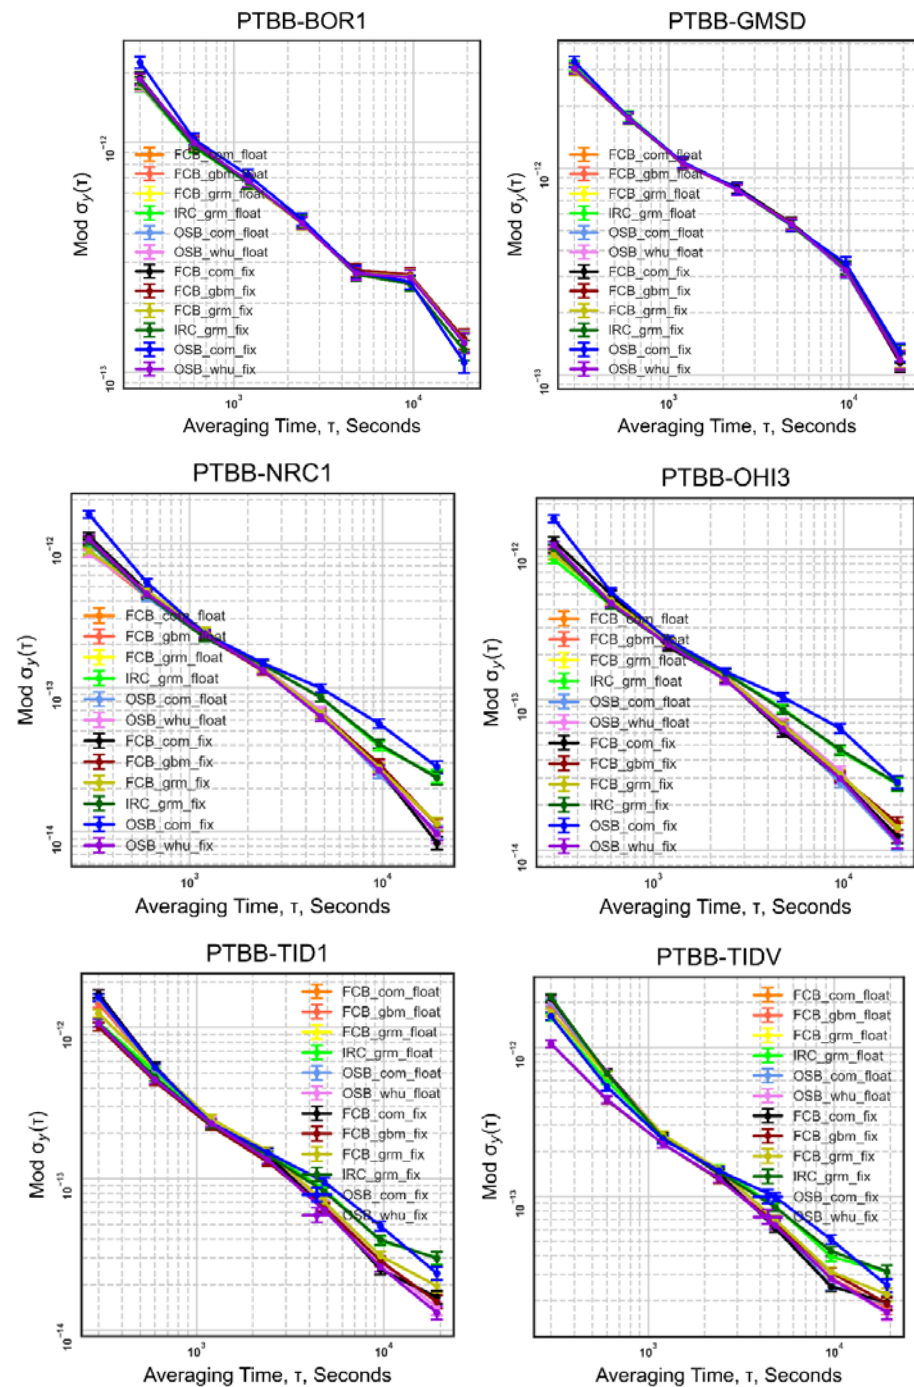 PTBB-BOR1
Mod σy(τ)
10⁻¹²
10⁻¹³
FCB_com_float
FCB_gbm_float
FCB_grm_float
IRC_grm_float
OSB_com_float
OSB_whu_float
FCB_com_fix
FCB_gbm_fix
FCB_grm_fix
IRC_grm_fix
OSB_com_fix
OSB_whu_fix
10³
10⁴
Averaging Time, τ, Seconds
PTBB-GMSD
Mod σy(τ)
10⁻¹²
10⁻¹³
FCB_com_float
FCB_gbm_float
FCB_grm_float
IRC_grm_float
OSB_com_float
OSB_whu_float
FCB_com_fix
FCB_gbm_fix
FCB_grm_fix
IRC_grm_fix
OSB_com_fix
OSB_whu_fix
10³
10⁴
Averaging Time, τ, Seconds
PTBB-NRC1
Mod σy(τ)
10⁻¹²
10⁻¹³
10⁻¹⁴
FCB_com_float
FCB_gbm_float
FCB_grm_float
IRC_grm_float
OSB_com_float
OSB_whu_float
FCB_com_fix
FCB_gbm_fix
FCB_grm_fix
IRC_grm_fix
OSB_com_fix
OSB_whu_fix
10³
10⁴
Averaging Time, τ, Seconds
PTBB-OHI3
Mod σy(τ)
10⁻¹²
10⁻¹³
10⁻¹⁴
FCB_com_float
FCB_gbm_float
FCB_grm_float
IRC_grm_float
OSB_com_float
OSB_whu_float
FCB_com_fix
FCB_gbm_fix
FCB_grm_fix
IRC_grm_fix
OSB_com_fix
OSB_whu_fix
10³
10⁴
Averaging Time, τ, Seconds
PTBB-TID1
Mod σy(τ)
10⁻¹²
10⁻¹³
10⁻¹⁴
FCB_com_float
FCB_gbm_float
FCB_grm_float
IRC_grm_float
OSB_com_float
OSB_whu_float
FCB_com_fix
FCB_gbm_fix
FCB_grm_fix
IRC_grm_fix
OSB_com_fix
OSB_whu_fix
10³
10⁴
Averaging Time, τ, Seconds
PTBB-TIDV
Mod σy(τ)
10⁻¹²
10⁻¹³
FCB_com_float
FCB_gbm_float
FCB_grm_float
IRC_grm_float
OSB_com_float
OSB_whu_float
FCB_com_fix
FCB_gbm_fix
FCB_grm_fix
IRC_grm_fix
OSB_com_fix
OSB_whu_fix
10³
10⁴
Averaging Time, τ, Seconds